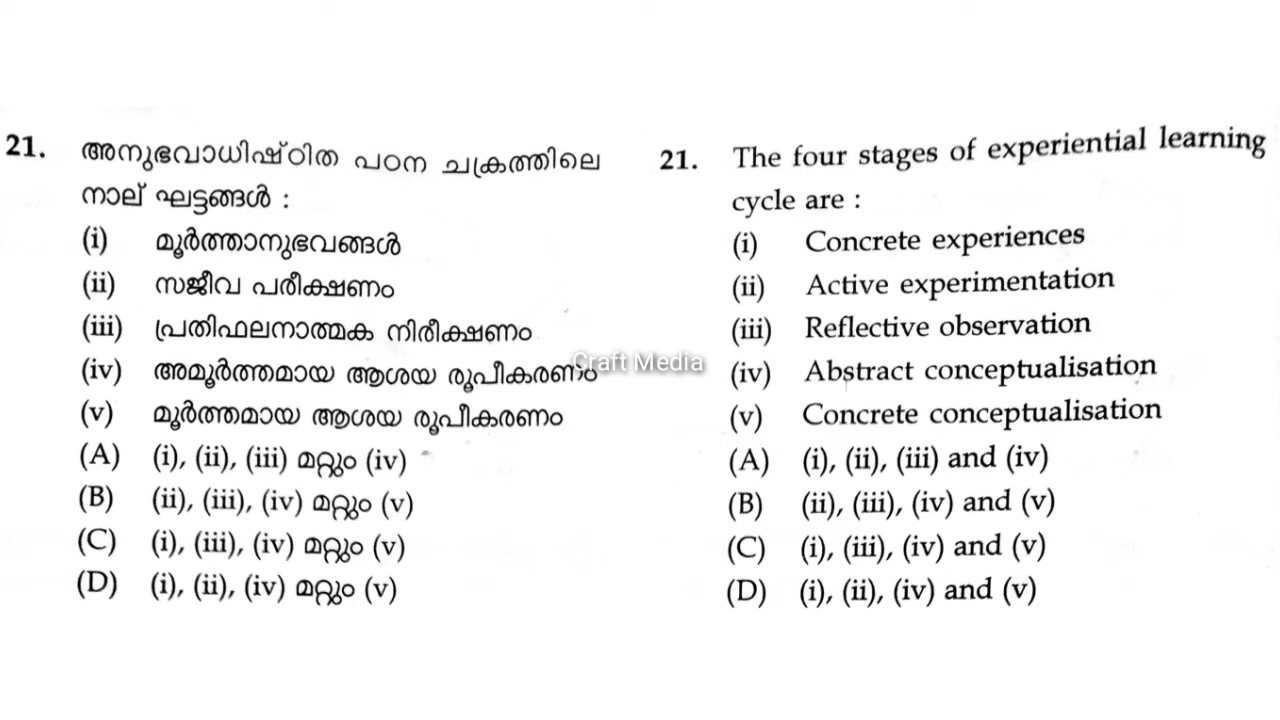 21. അനുഭവാധിഷ്ഠിത പഠന ചക്രത്തിലെ
നാല് ഘട്ടങ്ങൾ :
(i) മൂർത്താനുഭവങ്ങൾ
(ii) സജീവ പരീക്ഷണം
(iii) പ്രതിഫലനാത്മക നിരീക്ഷണം
(iv) അമൂർത്തമായ ആശയ രൂപീകരണം
(v) മൂർത്തമായ ആശയ രൂപീകരണം
(A) (i), (ii), (iii) മറ്റും (iv)
(B) (ii), (iii), (iv) മറ്റും (v)
(C) (i), (iii), (iv) മറ്റും (v)
(D) (i), (ii), (iv) മറ്റും (v)
Craft Media
21. The four stages of experiential learning
cycle are :
(i) Concrete experiences
(ii) Active experimentation
(iii) Reflective observation
(iv) Abstract conceptualisation
(v) Concrete conceptualisation
(A) (i), (ii), (iii) and (iv)
(B) (ii), (iii), (iv) and (v)
(C) (i), (iii), (iv) and (v)
(D) (i), (ii), (iv) and (v)